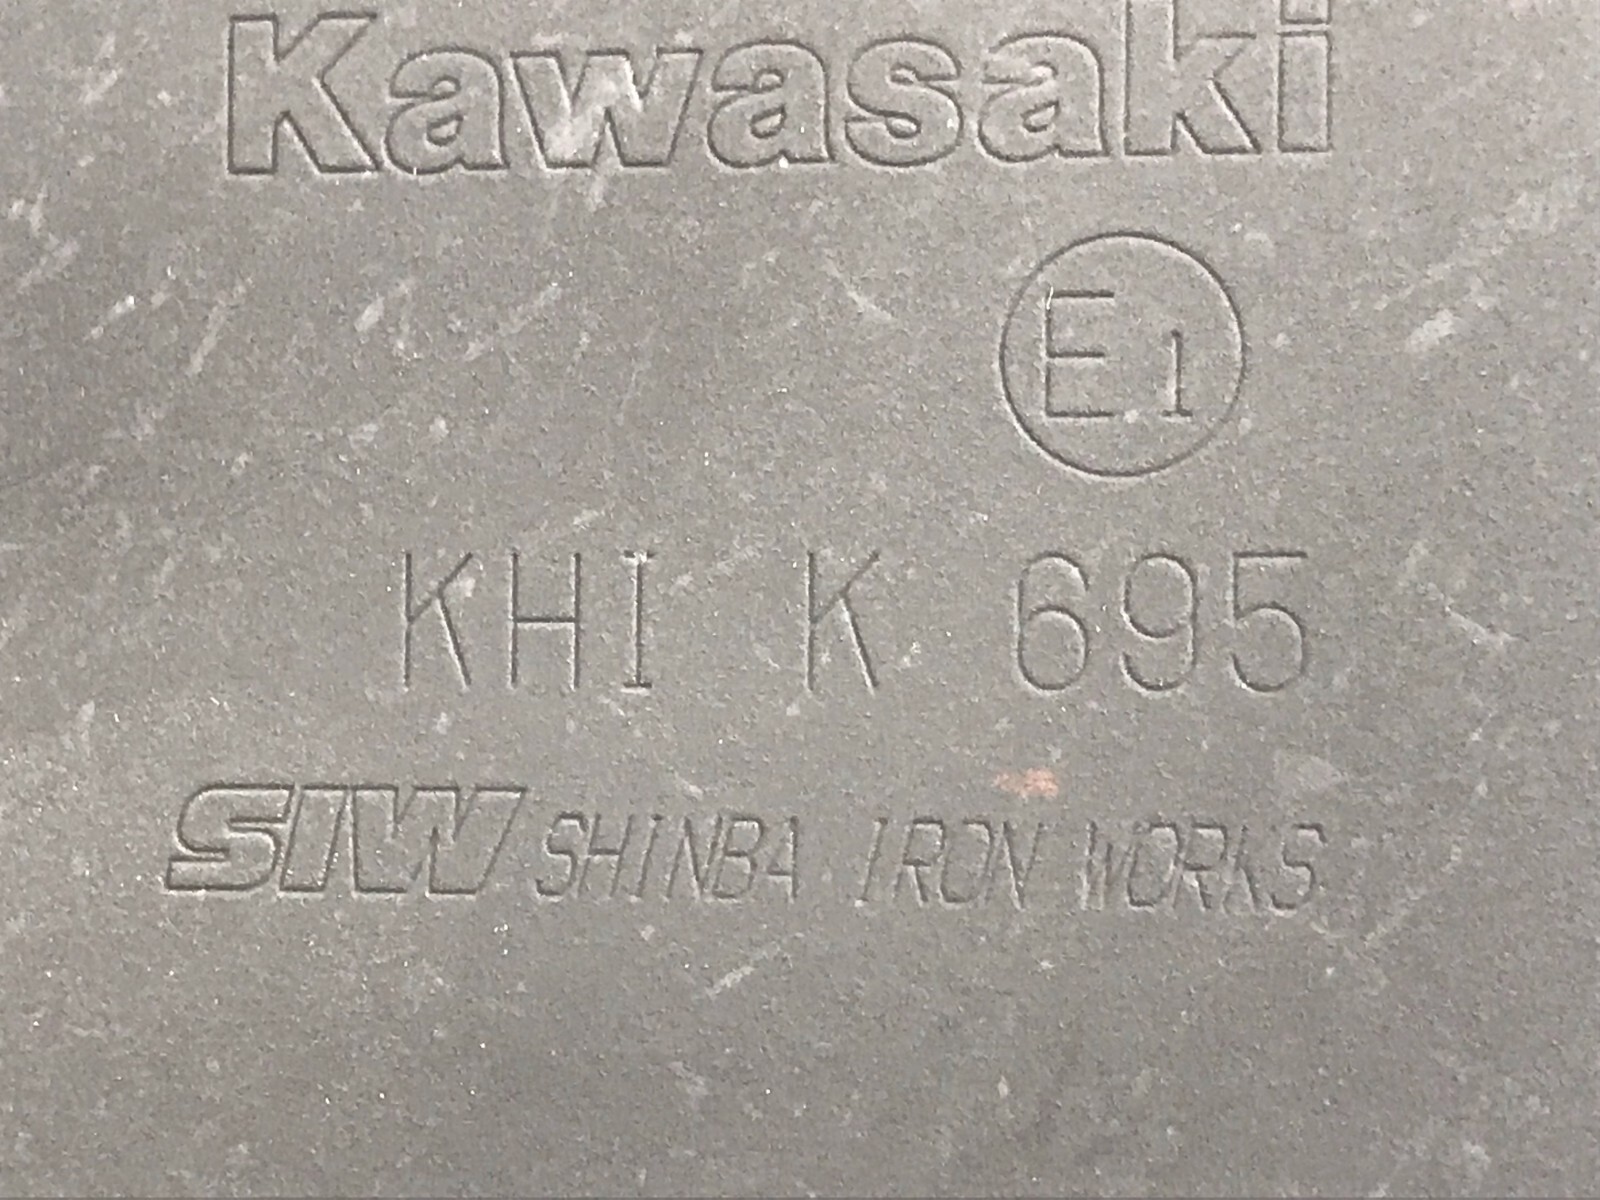 Kawasaki
E1
KHI K 695
SIW SHINBA IRON WORKS